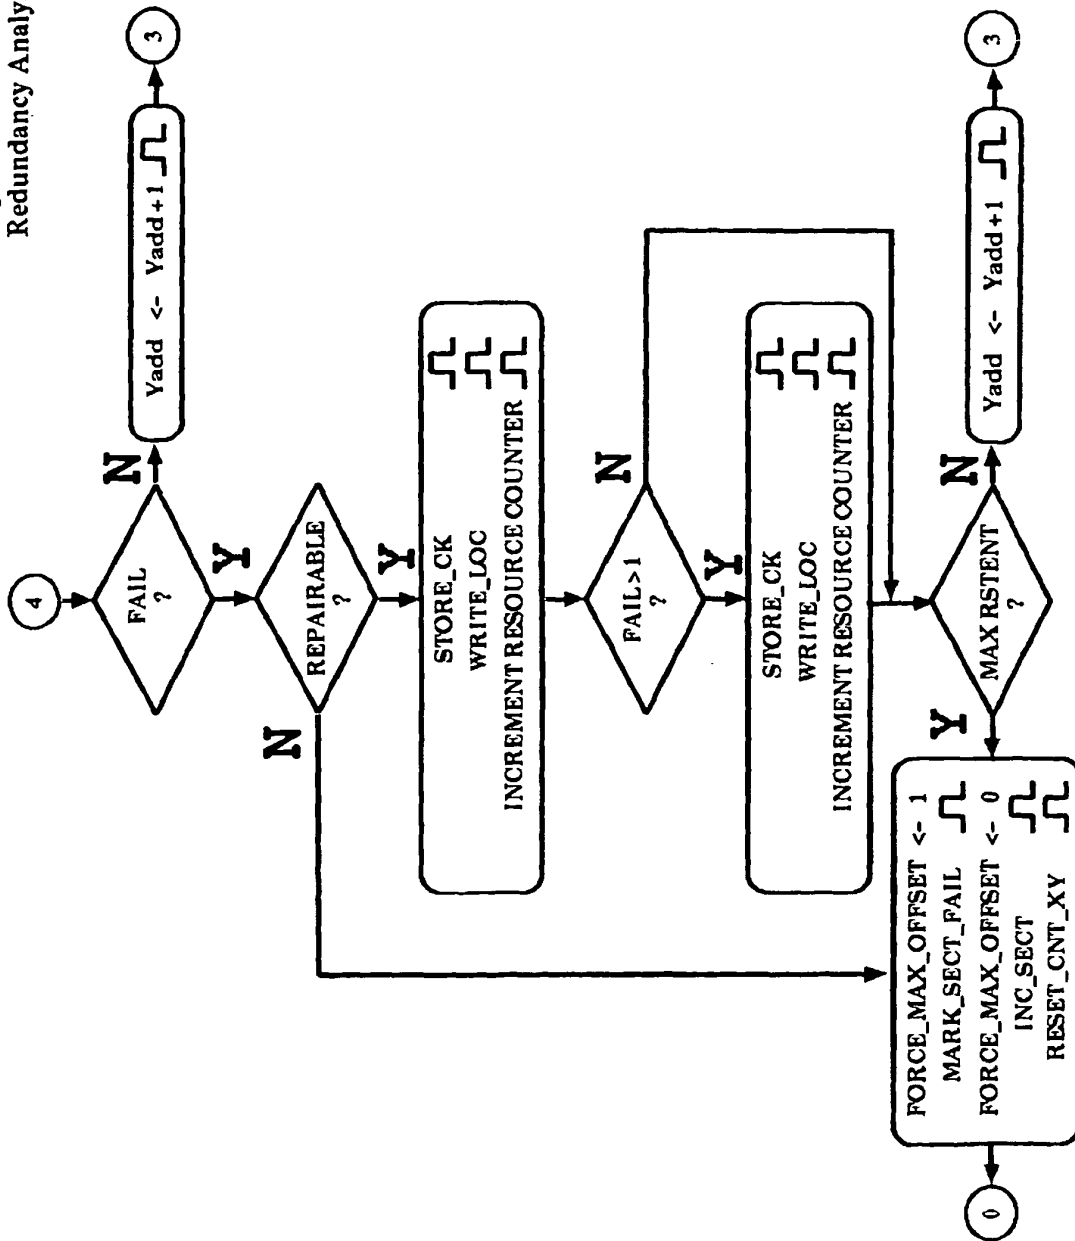 Redundancy Analy
4
FAIL
?
N
Yadd <- Yadd+1
3
Y
REPAIRABLE
?
N
Y
STORE_CK
WRITE_LOC
INCREMENT RESOURCE COUNTER
FAIL>1
?
N
Y
STORE_CK
WRITE_LOC
INCREMENT RESOURCE COUNTER
MAX RSTENT
?
N
Yadd <- Yadd+1
3
Y
FORCE_MAX_OFFSET <- 1
MARK_SECT_FAIL
FORCE_MAX_OFFSET <- 0
INC_SECT
RESET_CNT_XY
0